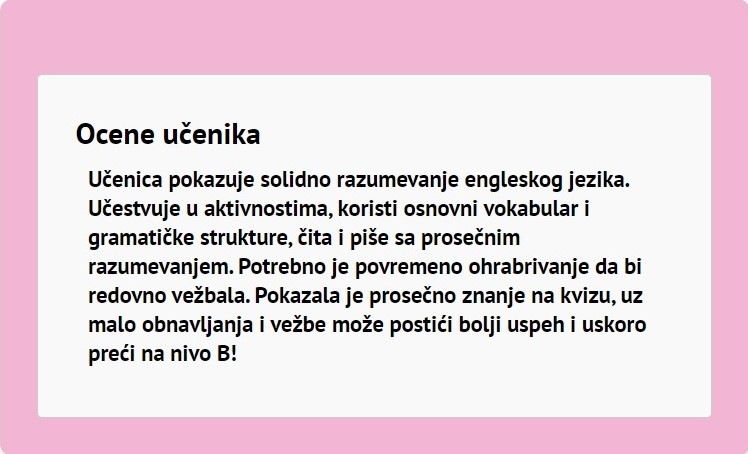 Ocene učenika
Učenica pokazuje solidno razumevanje engleskog jezika.
Učestvuje u aktivnostima, koristi osnovni vokabular i
gramatičke strukture, čita i piše sa prosečnim
razumevanjem. Potrebno je povremeno ohrabrivanje da bi
redovno vežbala. Pokazala je prosečno znanje na kvizu, uz
malo obnavljanja i vežbe može postići bolji uspeh i uskoro
preći na nivo B!